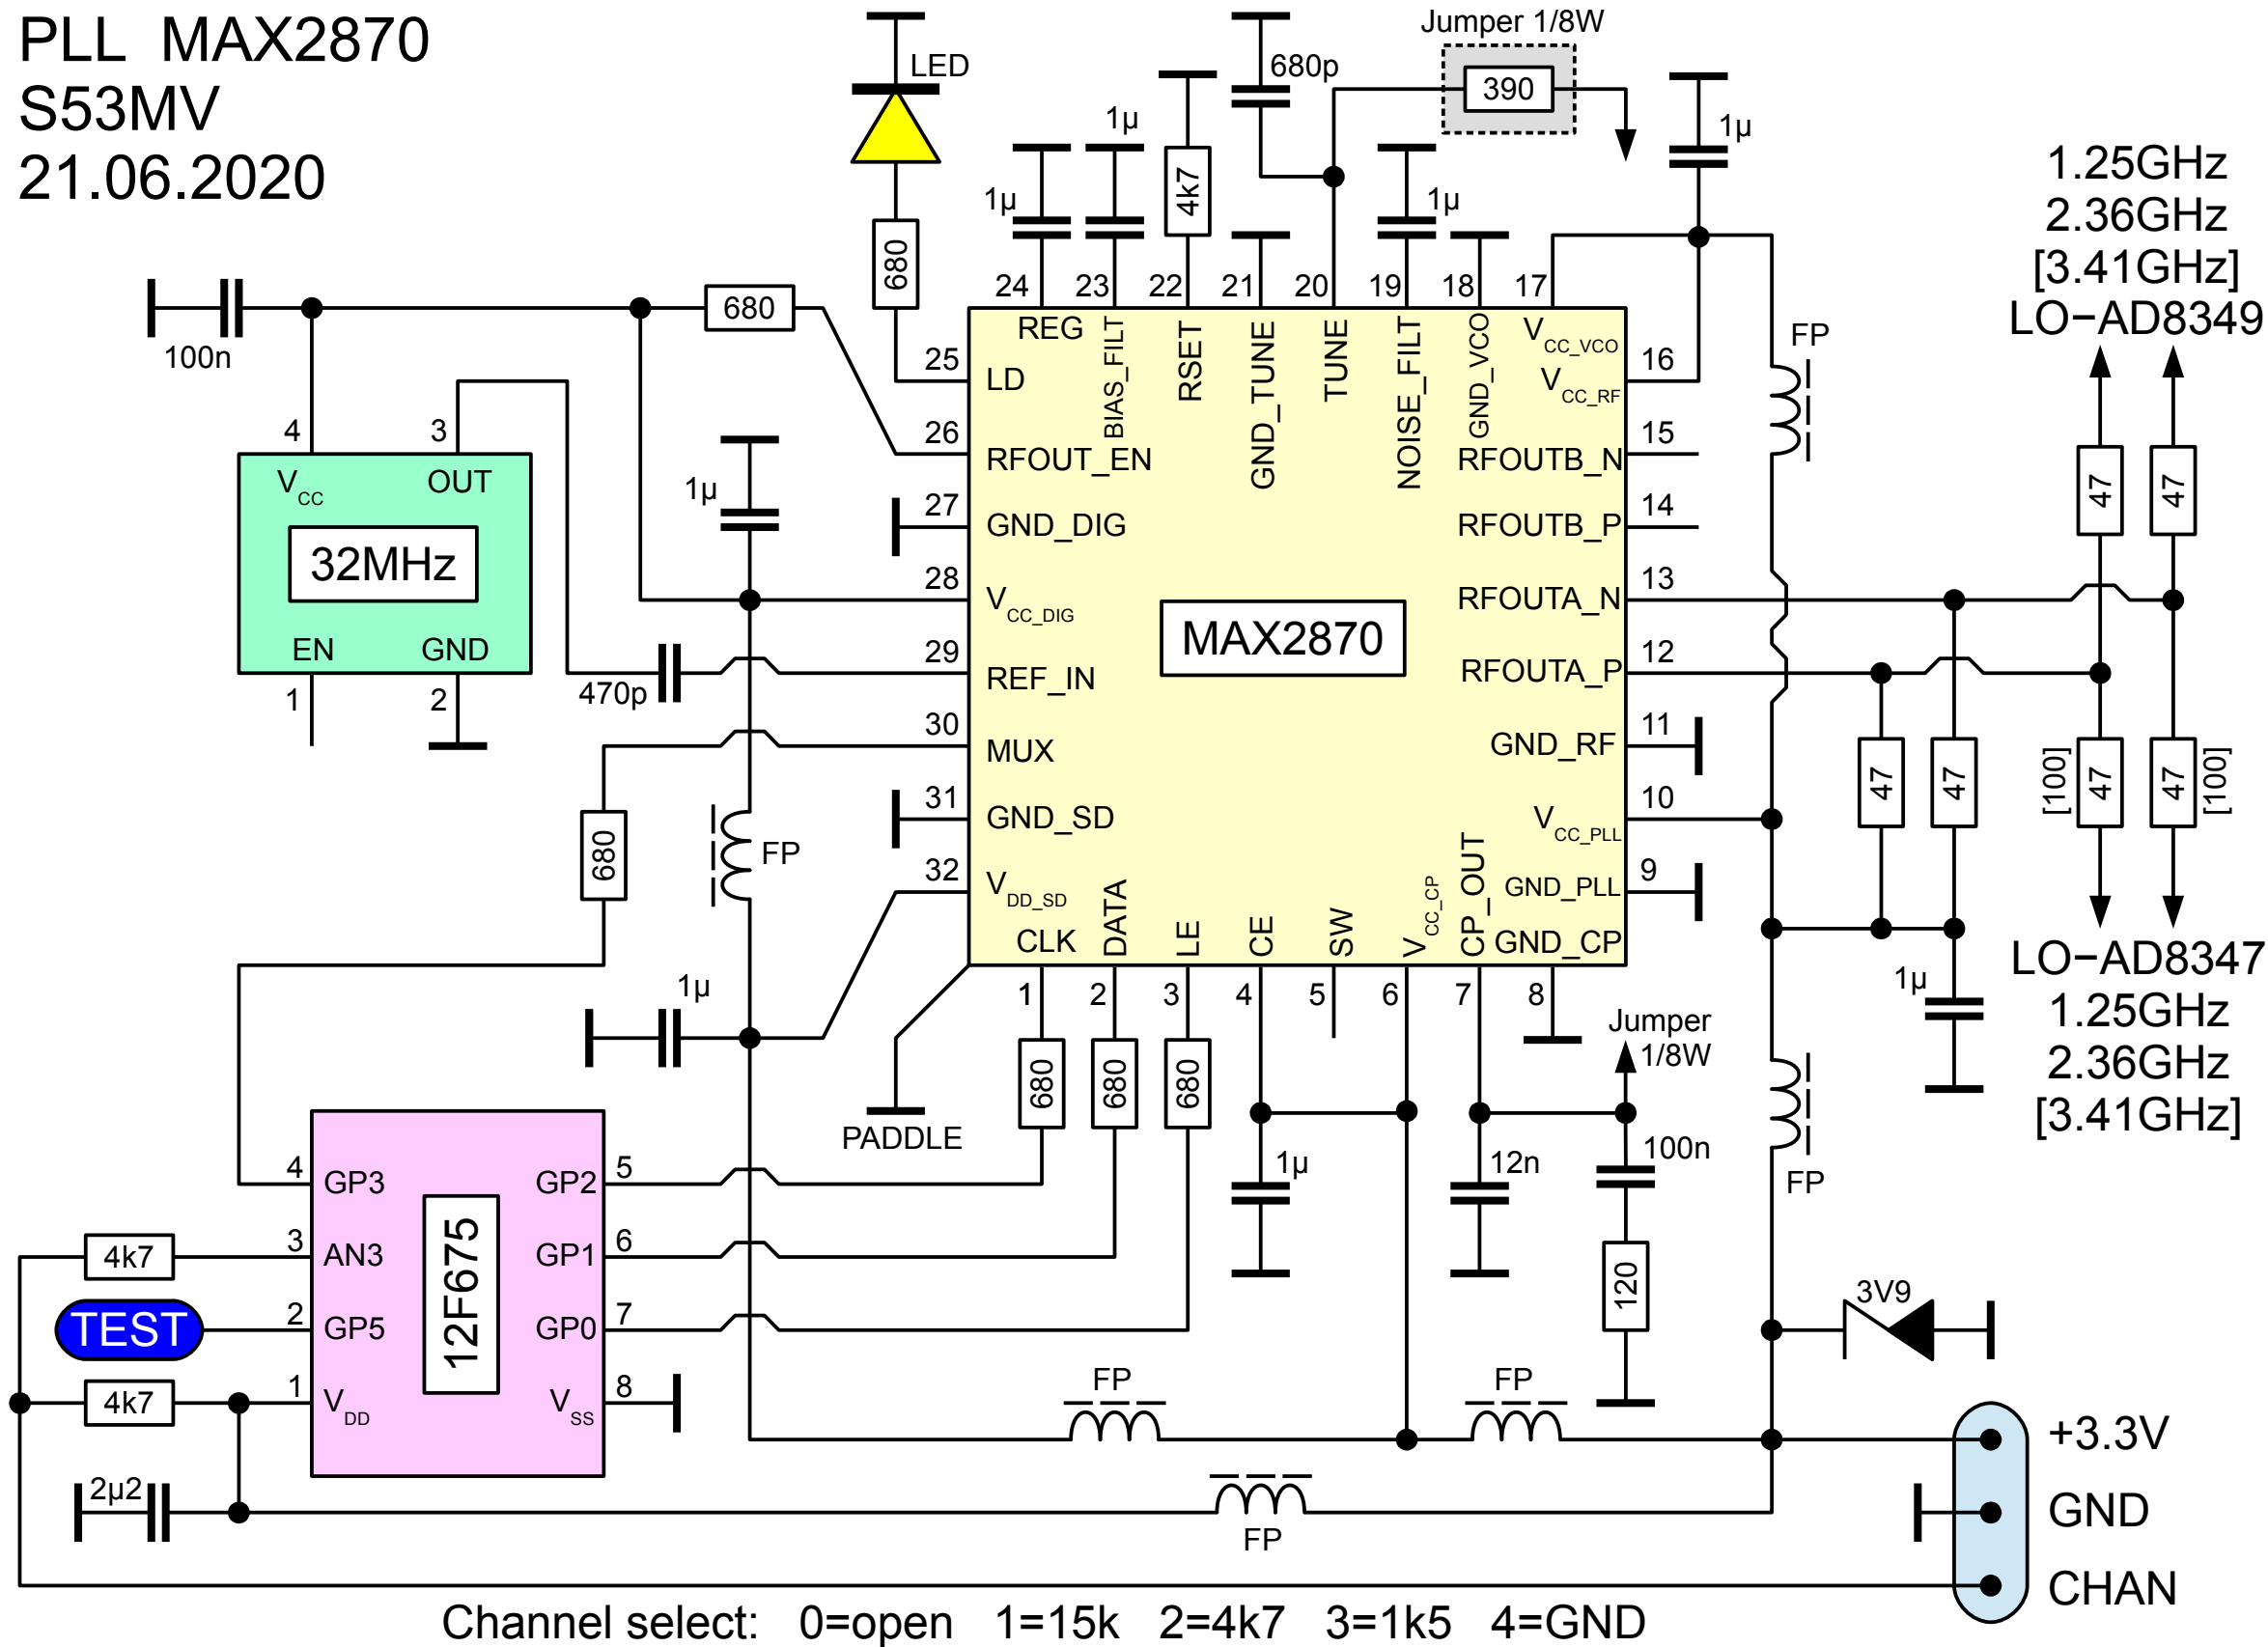 PLL MAX2870
S53MV
21.06.2020
LED
680p
Jumper 1/8W
390
1µ
1µ
1µ
4k7
1µ
680
1.25GHz
2.36GHz
[3.41GHz]
LO−AD8349
100n
680
24 23 22 21 20 19 18 17
REG
BIAS_FILT
RSET
GND_TUNE
TUNE
NOISE_FILT
GND_VCO
VCC_VCO
FP
25 LD
16 VCC_RF
26 RFOUT_EN
15 RFOUTB_N
27 GND_DIG
14 RFOUTB_P
28 VCC_DIG
13 RFOUTA_N
29 REF_IN
12 RFOUTA_P
30 MUX
11 GND_RF
31 GND_SD
10 VCC_PLL
32 VDD_SD
9 GND_PLL
MAX2870
CLK
DATA
LE
CE
SW
VCC_CP
CP_OUT
GND_CP
1 2 3 4 5 6 7 8
4 3
VCC OUT
32MHz
EN GND
1 2
1µ
470p
680
FP
1µ
PADDLE
47
47
47
47
[100]
47
47
[100]
1µ
LO−AD8347
1.25GHz
2.36GHz
[3.41GHz]
680
680
680
Jumper
1/8W
1µ
12n
100n
120
FP
3V9
4 GP3
GP2 5
3 AN3
GP1 6
2 GP5
GP0 7
1 VDD
VSS 8
12F675
4k7
TEST
4k7
2µ2
FP
FP
FP
+3.3V
GND
CHAN
Channel select: 0=open 1=15k 2=4k7 3=1k5 4=GND